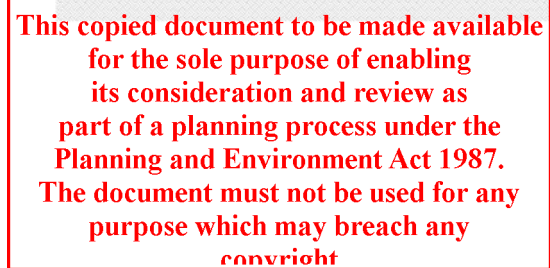 This copied document to be made available
for the sole purpose of enabling
its consideration and review as
part of a planning process under the
Planning and Environment Act 1987.
The document must not be used for any
purpose which may breach any
copyright